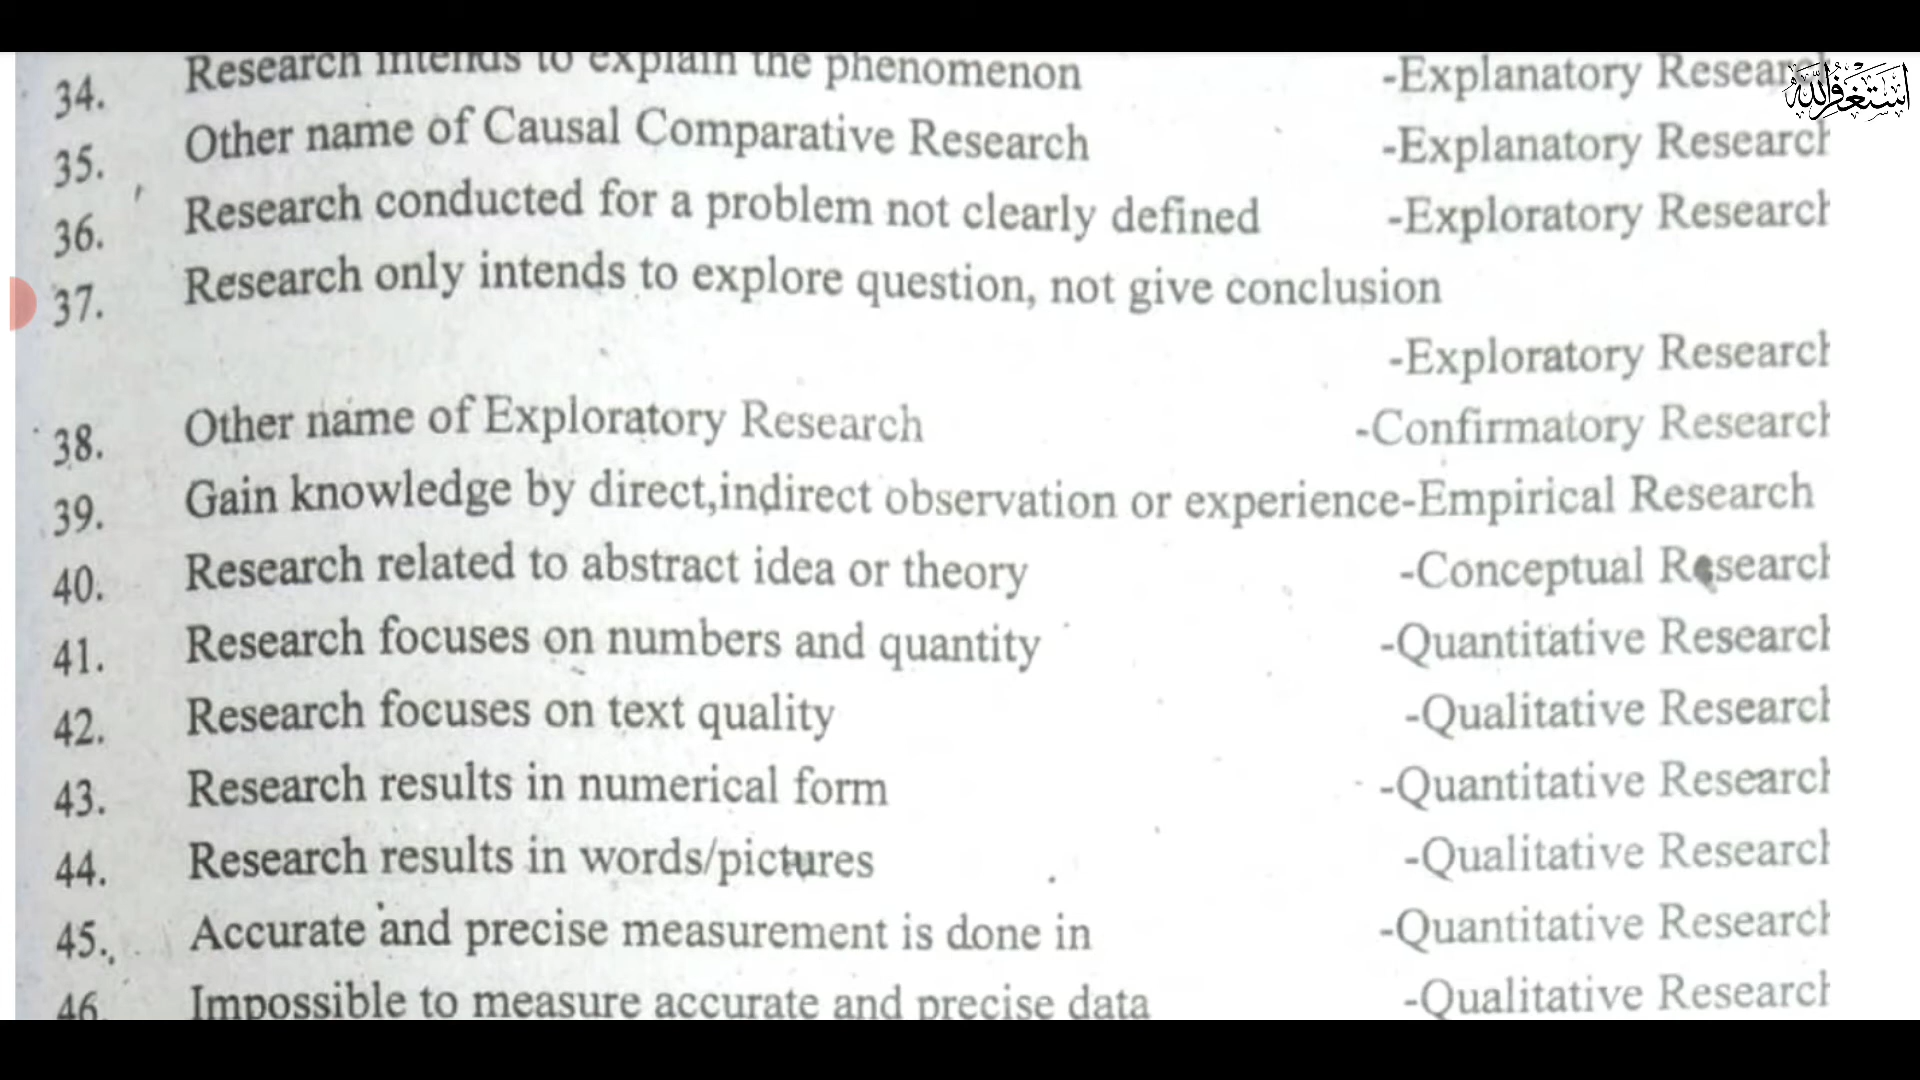 34. Research intends to explain the phenomenon -Explanatory Research
استغفر الله
35. Other name of Causal Comparative Research -Explanatory Research
36. Research conducted for a problem not clearly defined -Exploratory Research
37. Research only intends to explore question, not give conclusion
-Exploratory Research
38. Other name of Exploratory Research -Confirmatory Research
39. Gain knowledge by direct,indirect observation or experience-Empirical Research
40. Research related to abstract idea or theory -Conceptual Research
41. Research focuses on numbers and quantity -Quantitative Research
42. Research focuses on text quality -Qualitative Research
43. Research results in numerical form -Quantitative Research
44. Research results in words/pictures -Qualitative Research
45. Accurate and precise measurement is done in -Quantitative Research
46. Impossible to measure accurate and precise data -Qualitative Research